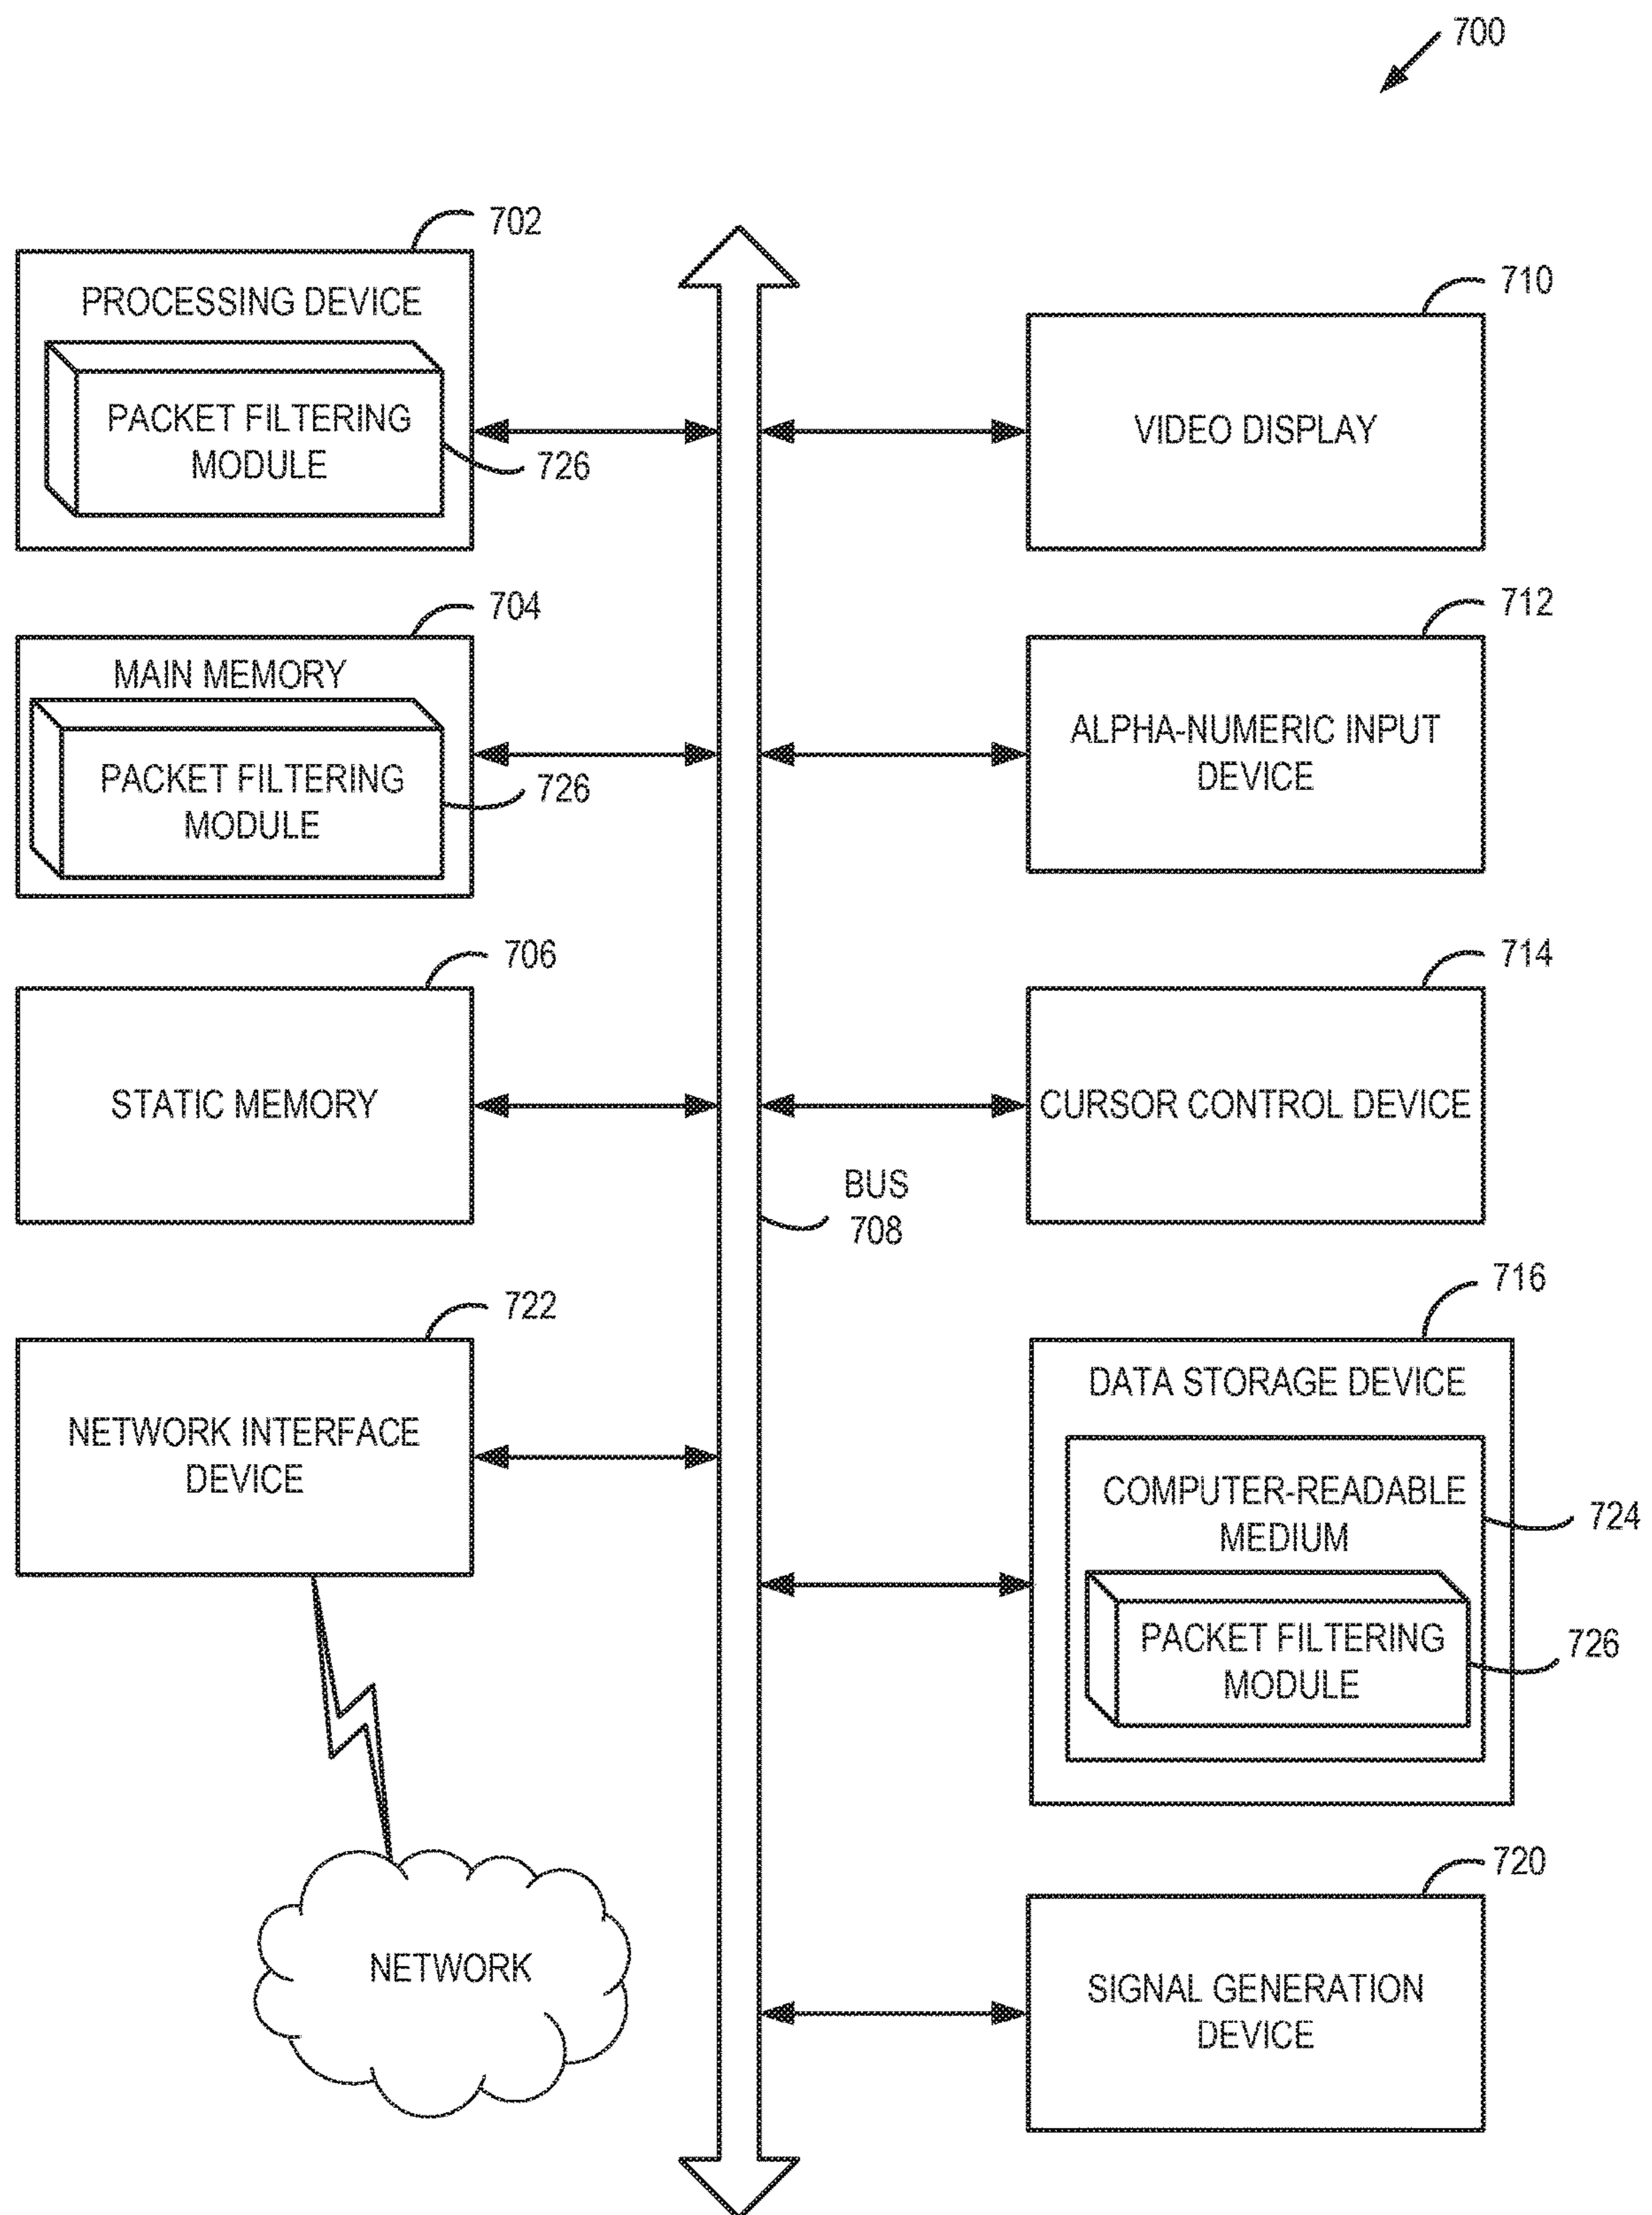 700
702
PROCESSING DEVICE
PACKET FILTERING
MODULE
726
704
MAIN MEMORY
PACKET FILTERING
MODULE
726
706
STATIC MEMORY
722
NETWORK INTERFACE
DEVICE
NETWORK
BUS
708
710
VIDEO DISPLAY
712
ALPHA-NUMERIC INPUT
DEVICE
714
CURSOR CONTROL DEVICE
716
DATA STORAGE DEVICE
COMPUTER-READABLE
MEDIUM
724
PACKET FILTERING
MODULE
726
720
SIGNAL GENERATION
DEVICE